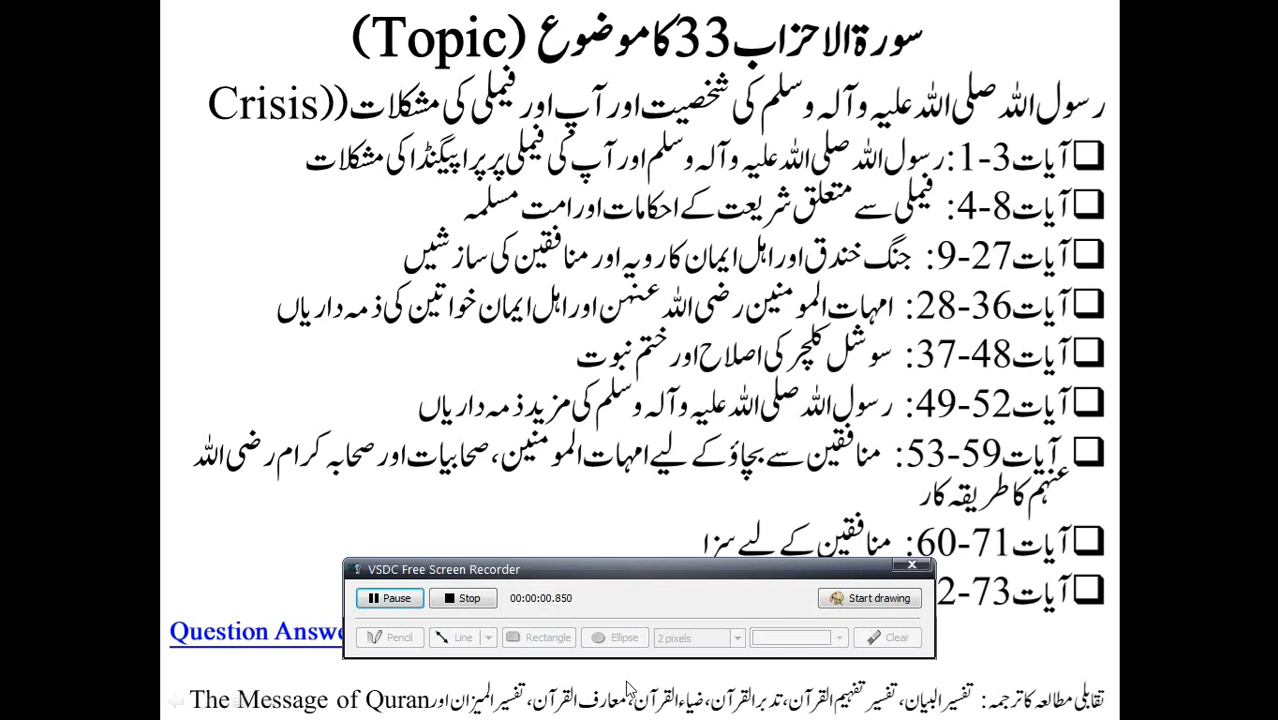 سورۃ الاحزاب 33 کا موضوع (Topic)
رسول اللہ صلی اللہ علیہ وآلہ وسلم کی شخصیت اور آپ اور فیملی کی مشکلات ((Crisis
❑ آیات 1-3: رسول اللہ صلی اللہ علیہ وآلہ وسلم اور آپ کی فیملی پر پراپیگنڈا کی مشکلات
❑ آیات 4-8: فیملی سے متعلق شریعت کے احکامات اور امت مسلمہ
❑ آیات 9-27: جنگ خندق اور اہل ایمان کا رویہ اور منافقین کی سازشیں
❑ آیات 28-36: امہات المومنین رضی اللہ عنہن اور اہل ایمان خواتین کی ذمہ داریاں
❑ آیات 37-48: سوشل کلچر کی اصلاح اور ختم نبوت
❑ آیات 49-52: رسول اللہ صلی اللہ علیہ وآلہ وسلم کی مزید ذمہ داریاں
❑ آیات 53-59: منافقین سے بچاؤ کے لیے امہات المومنین، صحابیات اور صحابہ کرام رضی اللہ
عنہم کا طریقہ کار
❑ آیات 60-71: منافقین کے لیے سزا
VSDC Free Screen Recorder
❑ آیات 2-73
Pause Stop 00:00:00.850 Start drawing
Question Answe
Pencil Line Rectangle Ellipse 2 pixels Clear
تقابلی مطالعہ کا ترجمہ: تفسیر البیان، تفسیر تفہیم القرآن، تدبر القرآن، ضیاء القرآن، معارف القرآن، تفسیر المیزان اور The Message of Quran